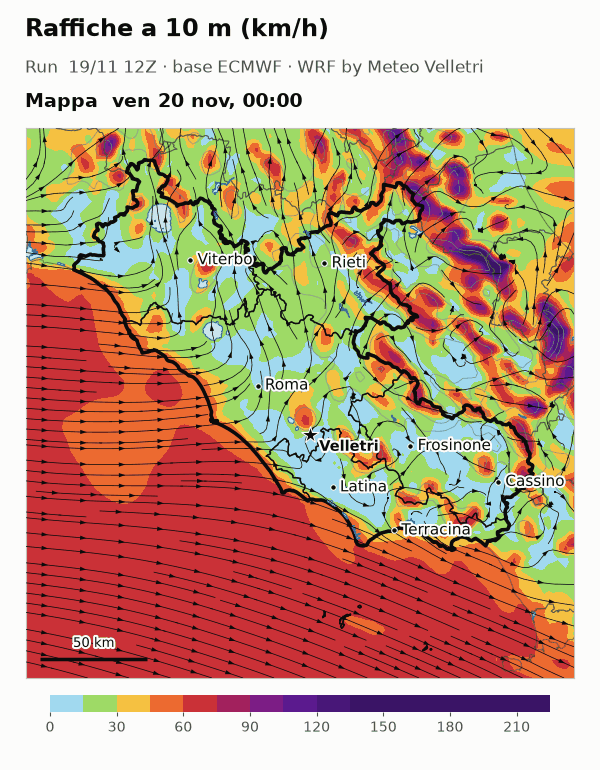 Raffiche a 10 m (km/h)
Run 19/11 12Z · base ECMWF · WRF by Meteo Velletri
Mappa ven 20 nov, 00:00
Viterbo
Rieti
Roma
Velletri
Frosinone
Cassino
Latina
Terracina
50 km
0 30 60 90 120 150 180 210